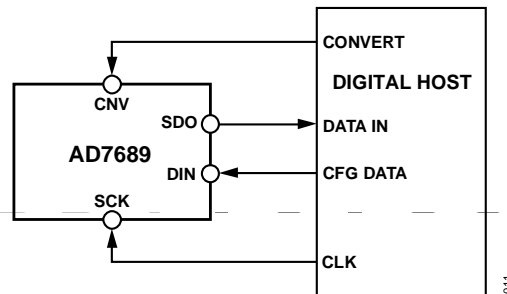 CONVERT
DIGITAL HOST
CNV
SDO
DATA IN
AD7689
DIN
CFG DATA
SCK
CLK